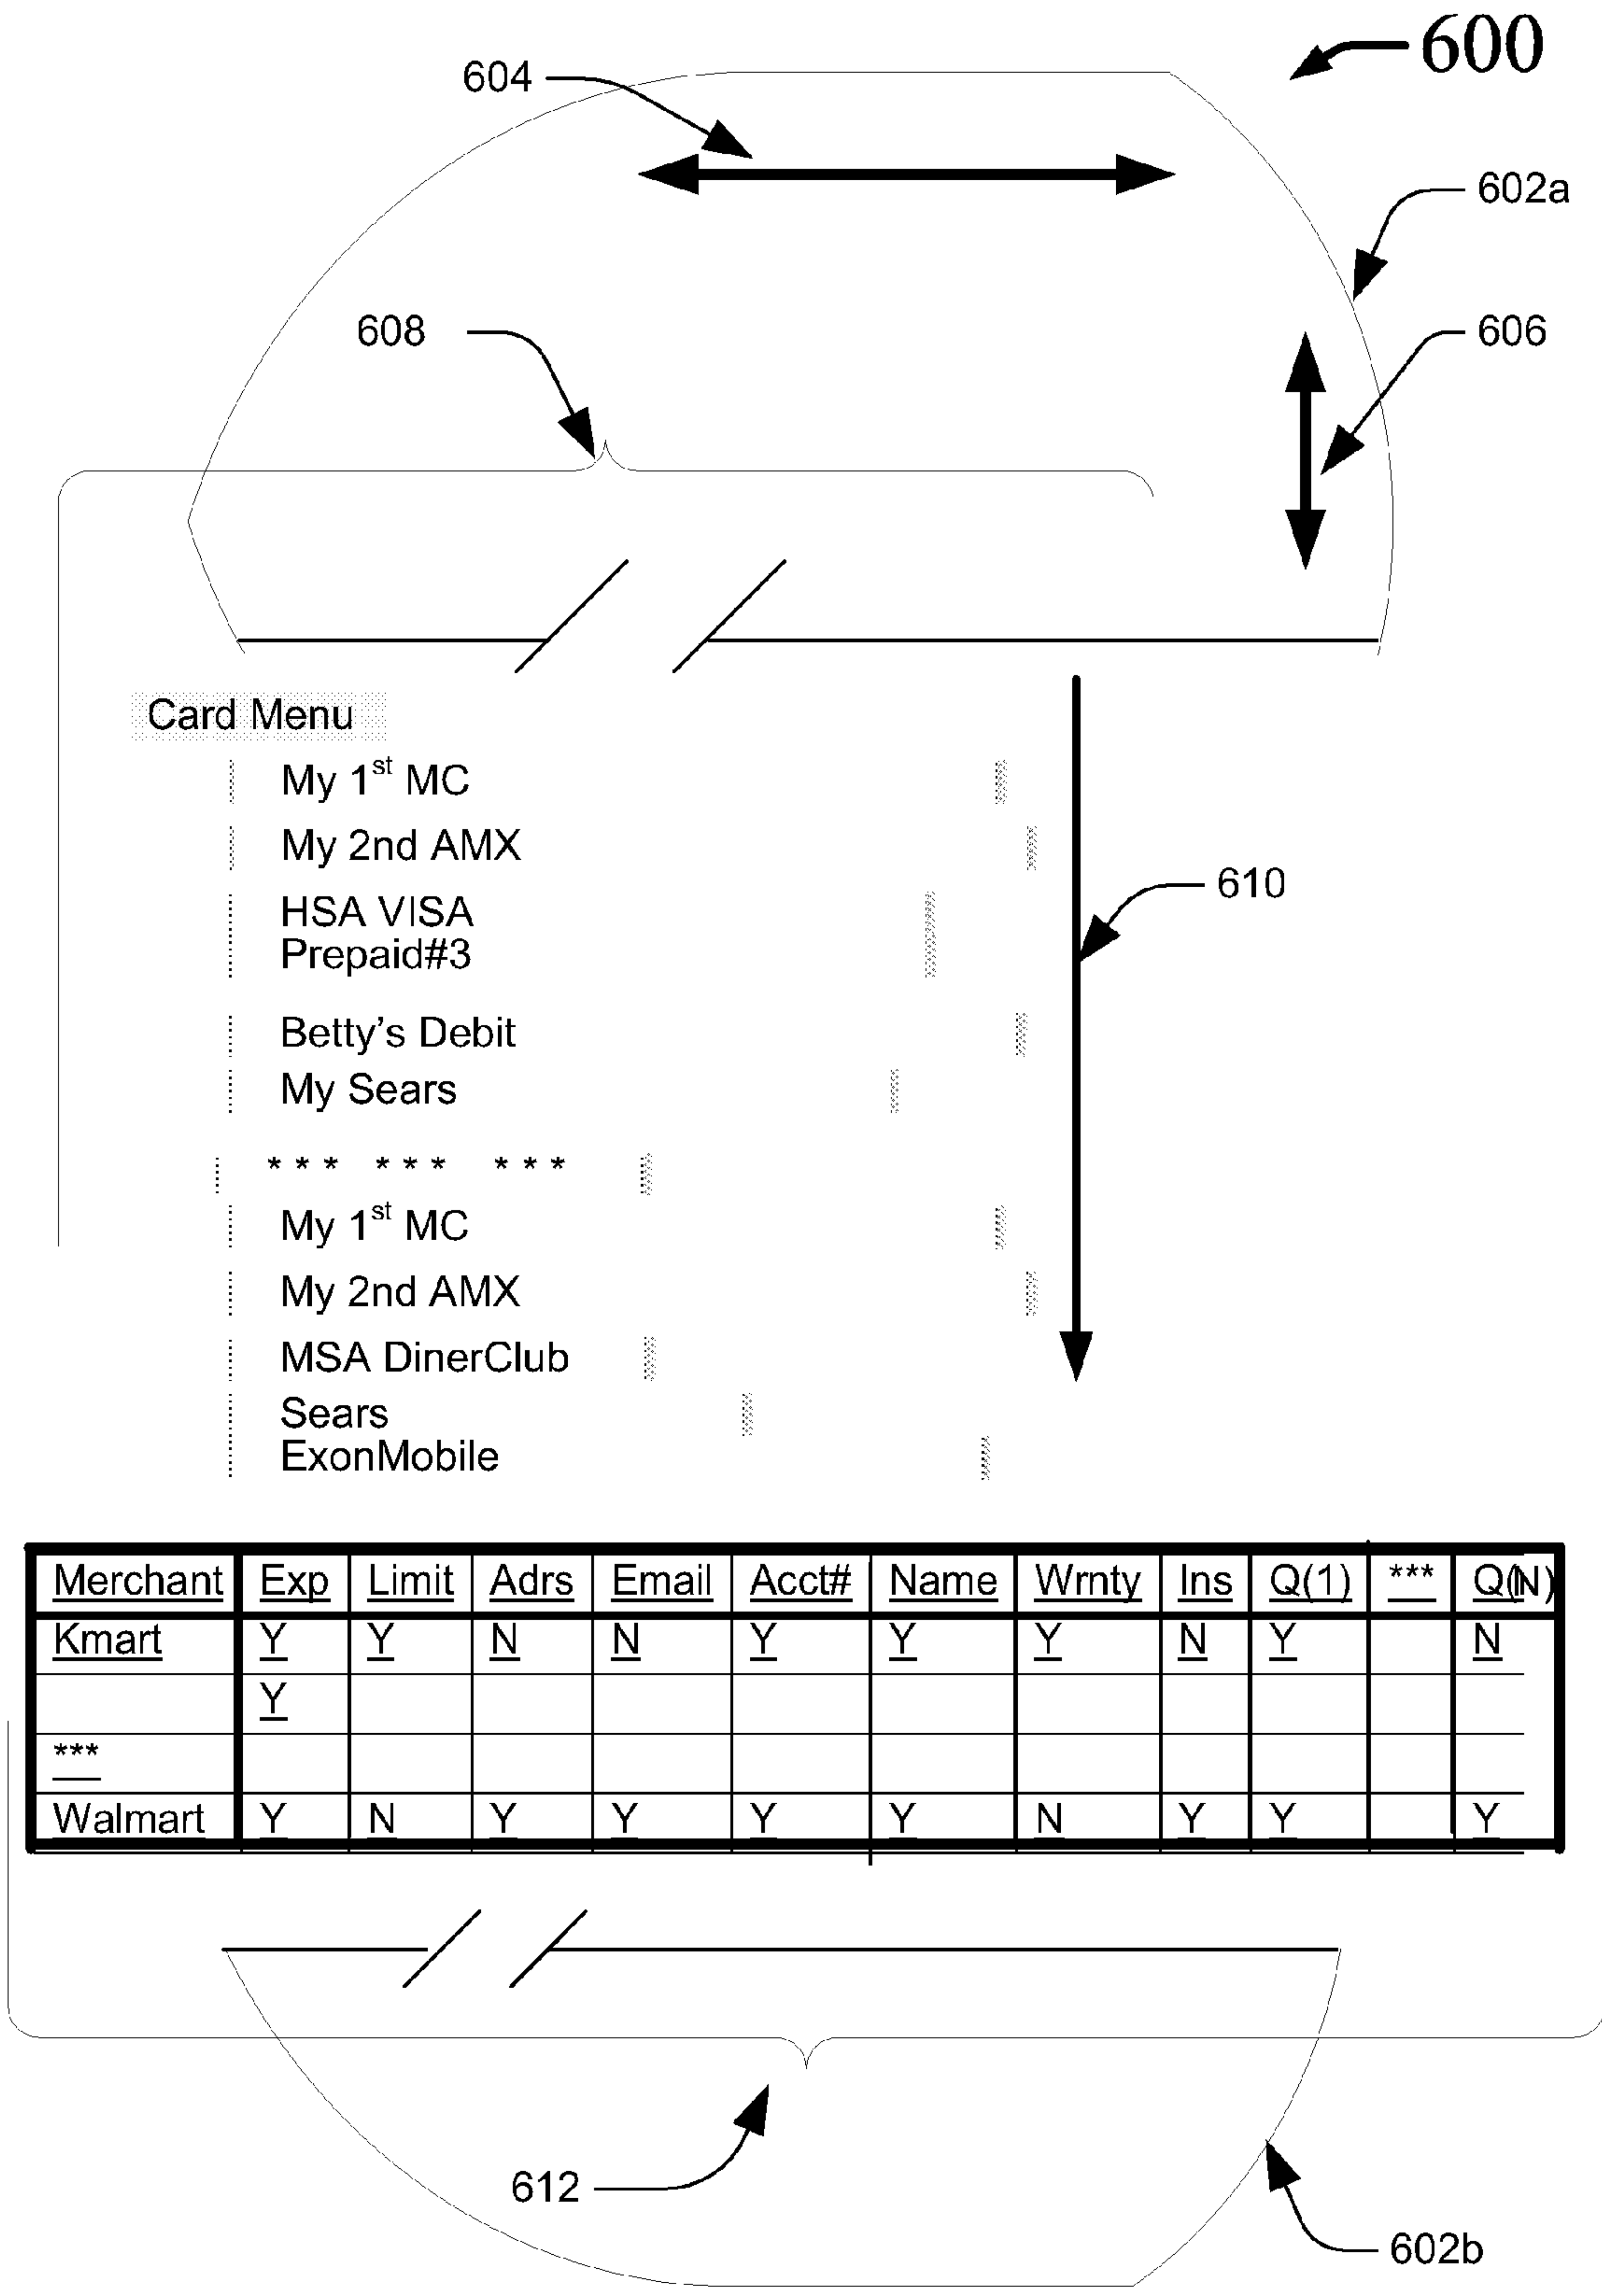 600
604
602a
608
606
Card Menu
My 1st MC
My 2nd AMX
610
HSA VISA
Prepaid#3
Betty's Debit
My Sears
*** *** ***
My 1st MC
My 2nd AMX
MSA DinerClub
Sears
ExonMobile
Merchant Exp Limit Adrs Email Acct# Name Wrnty Ins Q(1) *** Q(N)
Kmart Y Y N N Y Y Y N Y N
Y
***
Walmart Y N Y Y Y Y N Y Y Y
612
602b